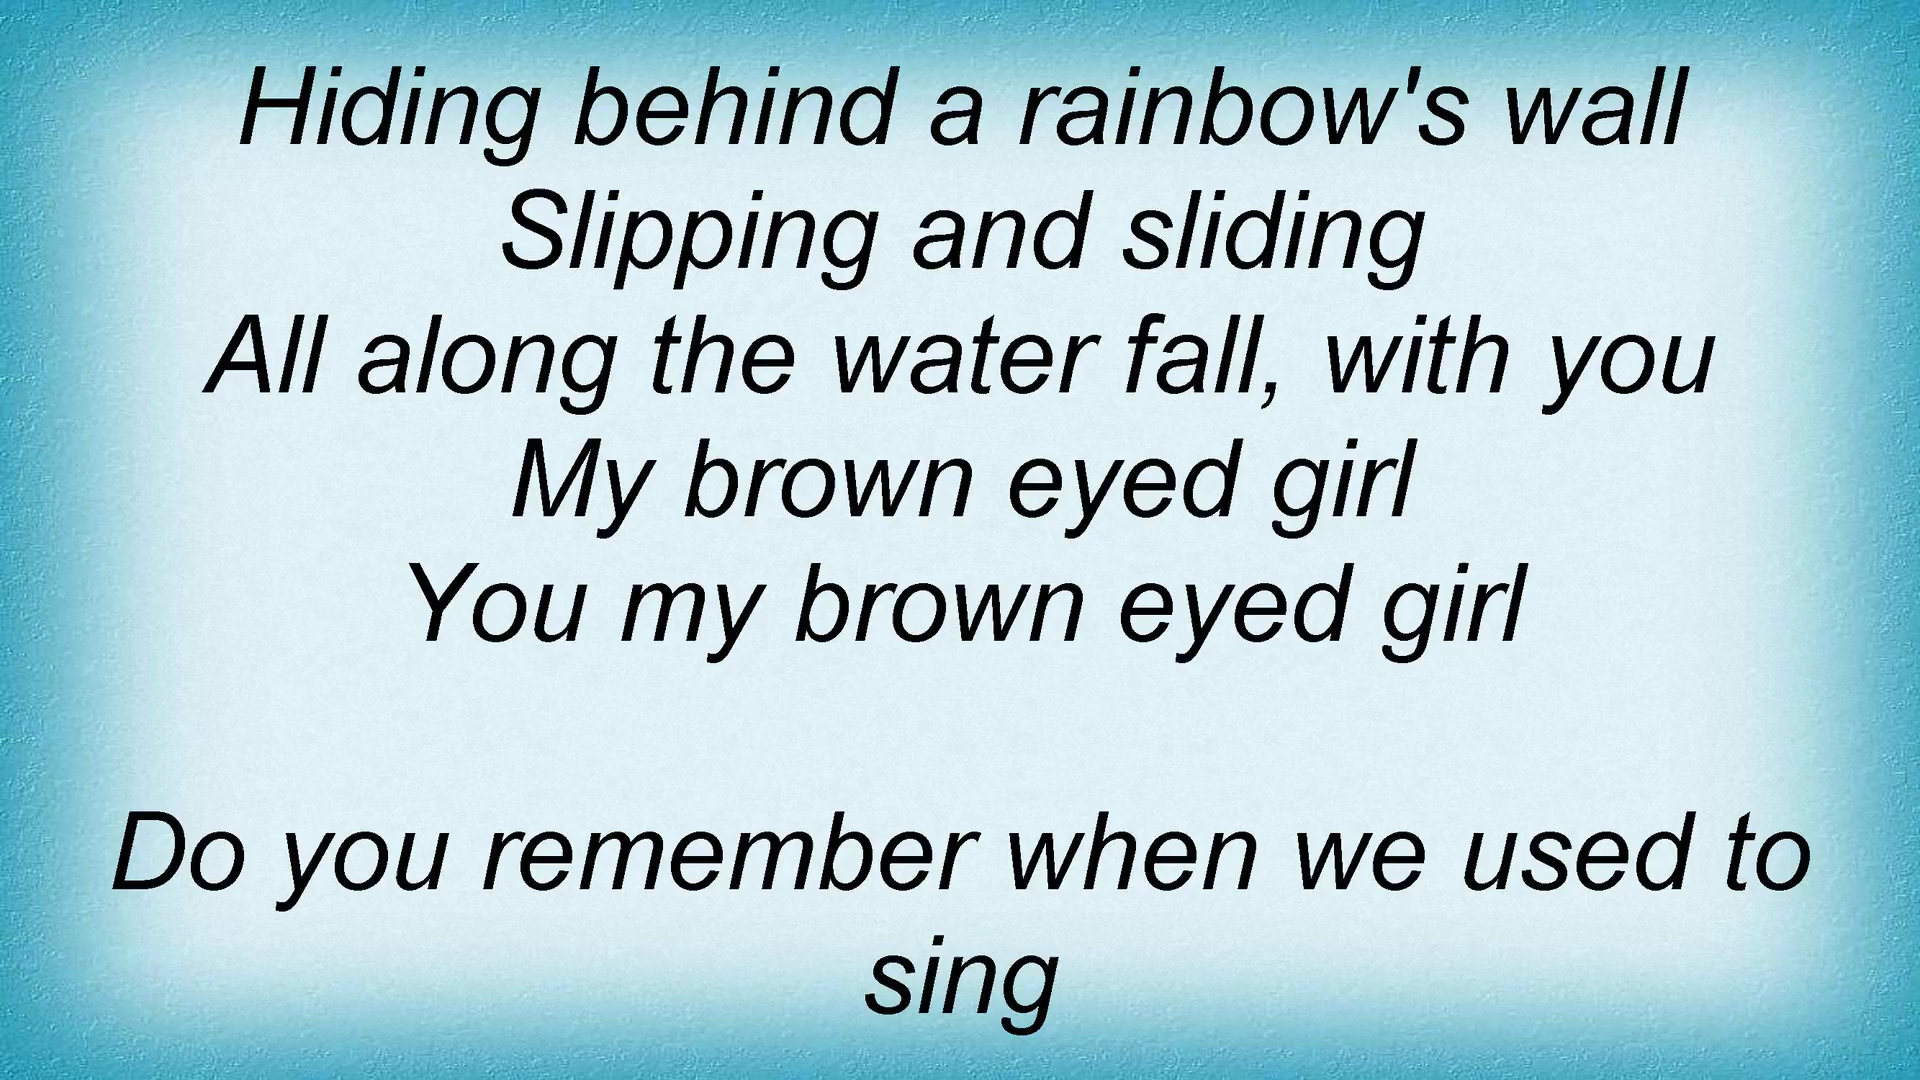 Hiding behind a rainbow's wall
Slipping and sliding
All along the water fall, with you
My brown eyed girl
You my brown eyed girl
Do you remember when we used to
sing